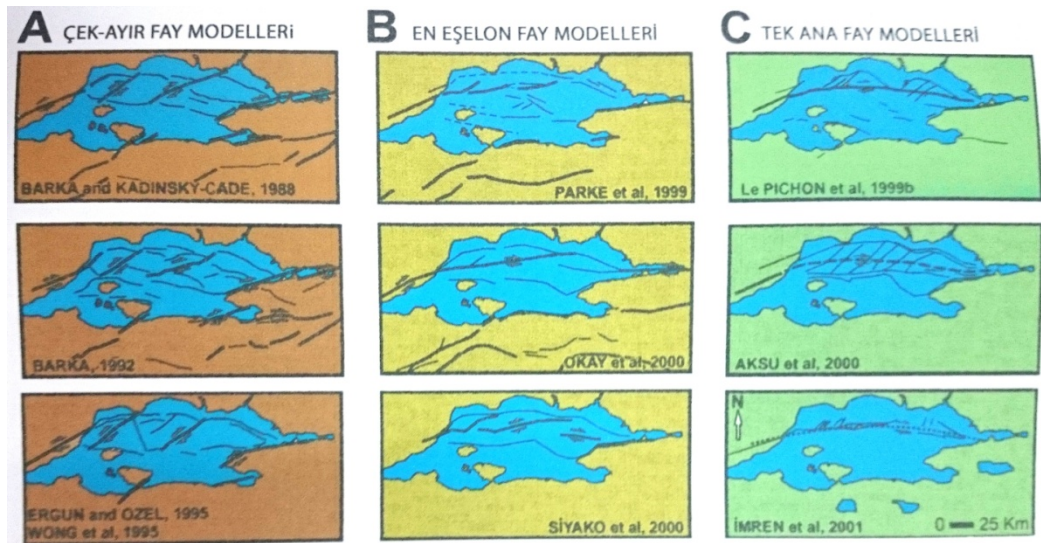 A ÇEK-AYIR FAY MODELLERİ
BARKA and KADINSKY-CADE, 1988
BARKA, 1992
ERGUN and OZEL, 1995
WONG et al, 1995
B EN EŞELON FAY MODELLERİ
PARKE et al, 1999
OKAY et al, 2000
SİYAKO et al, 2000
C TEK ANA FAY MODELLERİ
Le PICHON et al, 1999b
AKSU et al, 2000
N
İMREN et al, 2001
0 25 Km